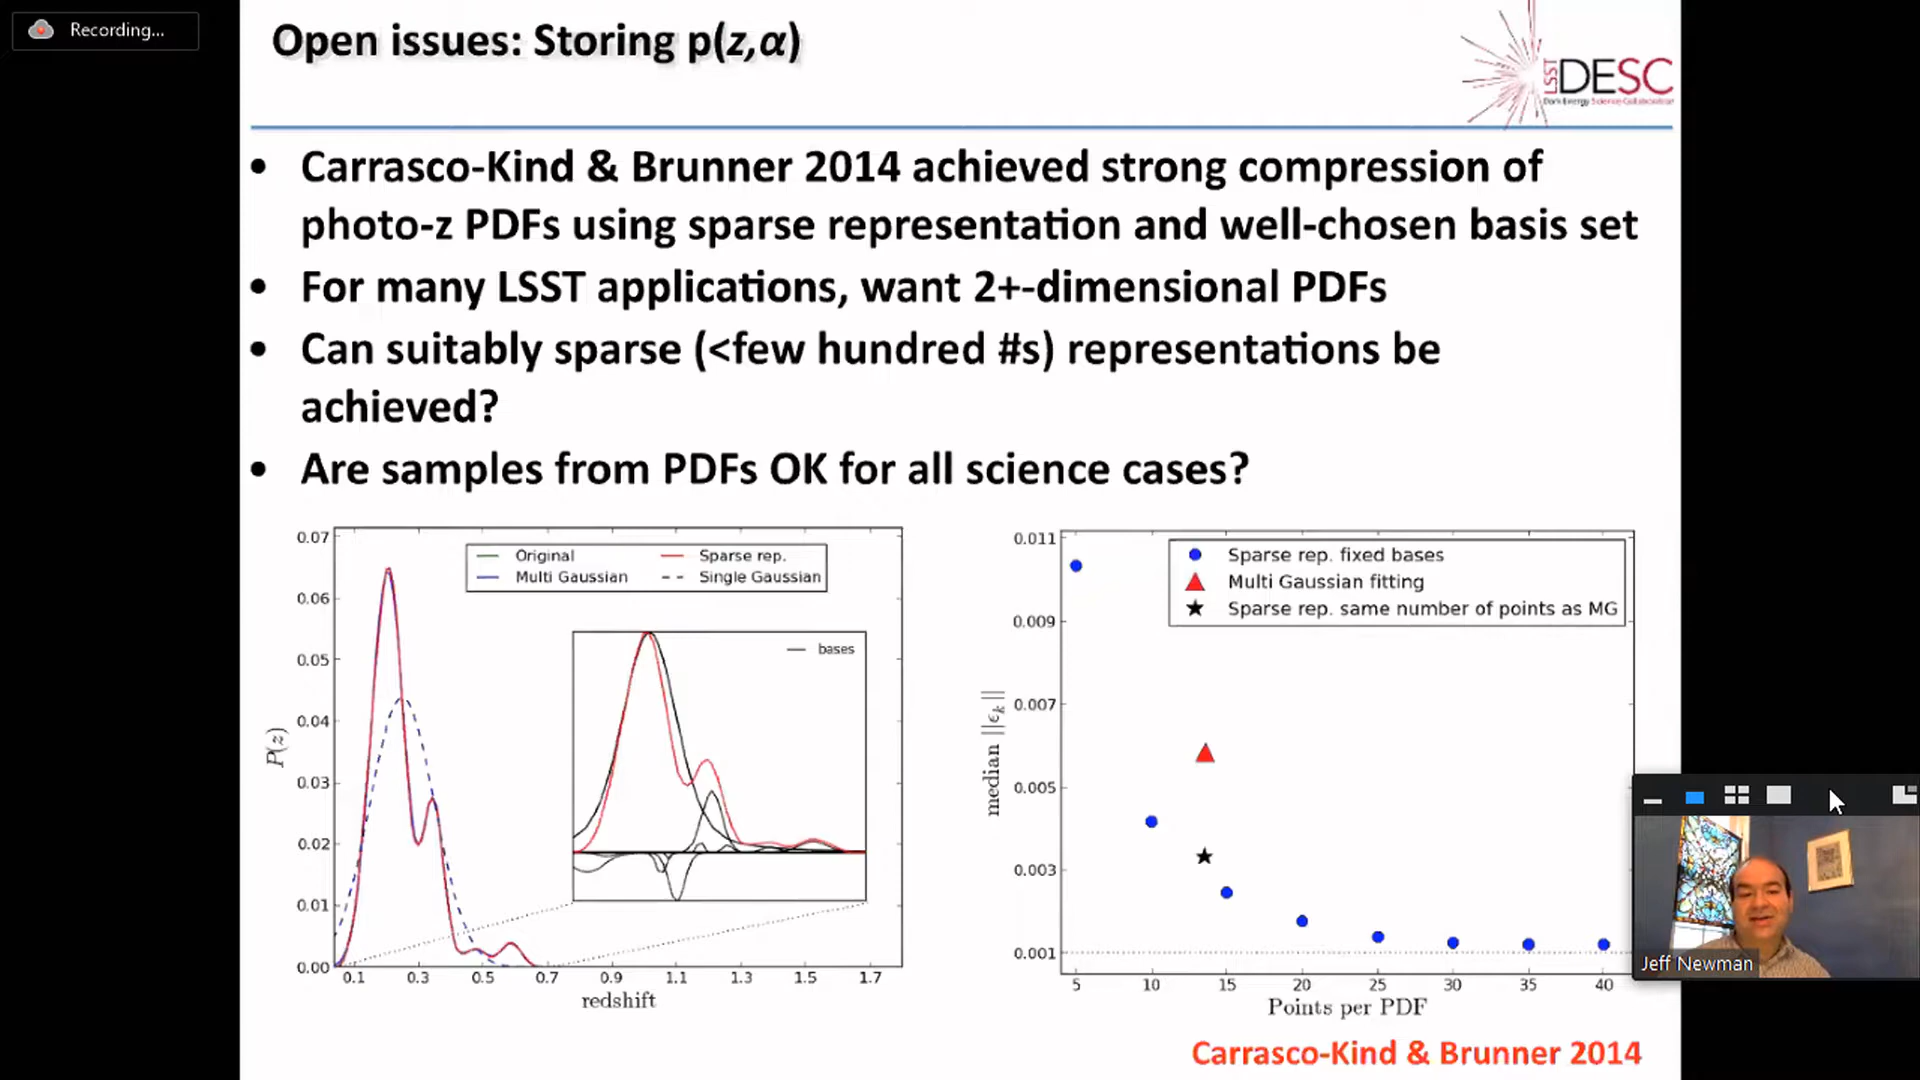 Recording...
Open issues: Storing p(z,α)
LSST
DESC
Dark Energy Science Collaboration
• Carrasco-Kind & Brunner 2014 achieved strong compression of
photo-z PDFs using sparse representation and well-chosen basis set
• For many LSST applications, want 2+-dimensional PDFs
• Can suitably sparse (<few hundred #s) representations be
achieved?
• Are samples from PDFs OK for all science cases?
Original
Sparse rep.
Multi Gaussian
Single Gaussian
bases
P(z)
0.07
0.06
0.05
0.04
0.03
0.02
0.01
0.00
0.1 0.3 0.5 0.7 0.9 1.1 1.3 1.5 1.7
redshift
Sparse rep. fixed bases
Multi Gaussian fitting
Sparse rep. same number of points as MG
median ||ϵk||
0.011
0.009
0.007
0.005
0.003
0.001
5 10 15 20 25 30 35 40
Points per PDF
Carrasco-Kind & Brunner 2014
Jeff Newman